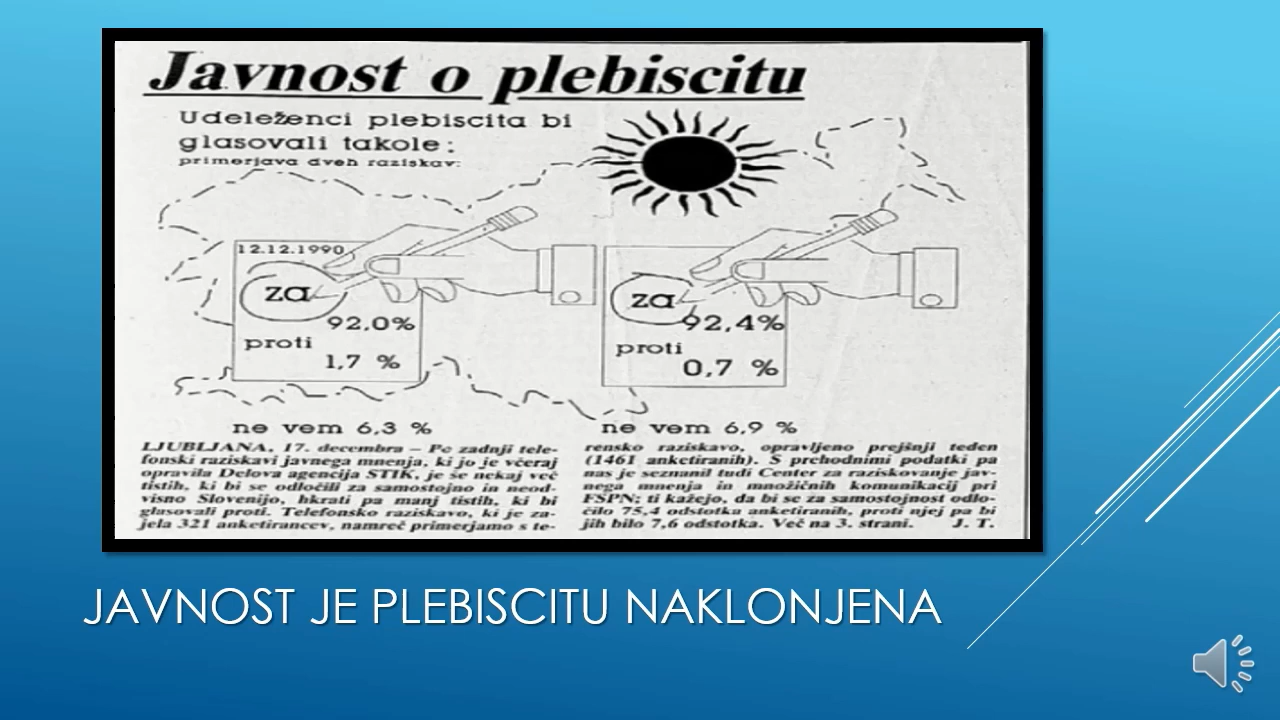 Javnost o plebiscitu
Udeleženci plebiscita bi
glasovali takole:
primerjava dveh raziskav:
12.12.1990
za
92,0%
proti
1,7 %
ne vem 6,3 %
za
92,4%
proti
0,7 %
ne vem 6,9 %
LJUBLJANA, 17. decembra – Po zadnji tele-
fonski raziskavi javnega mnenja, ki jo je včeraj
opravila Delova agencija STIK, je še nekaj več
tistih, ki bi se odločili za samostojno in neod-
visno Slovenijo, hkrati pa manj tistih, ki bi
glasovali proti. Telefonsko raziskavo, ki je za-
jela 321 anketirancev, namreč primerjamo s te-
rensko raziskavo, opravljeno prejšnji teden
(1461 anketiranih). S prehodnimi podatki pa
nas je seznanil tudi Center za raziskovanje jav-
nega mnenja in množičnih komunikacij pri
FSPN; ti kažejo, da bi se za samostojnost odlo-
čilo 75,4 odstotka anketiranih, proti njej pa bi
jih bilo 7,6 odstotka. Več na 3. strani. J. T.
JAVNOST JE PLEBISCITU NAKLONJENA